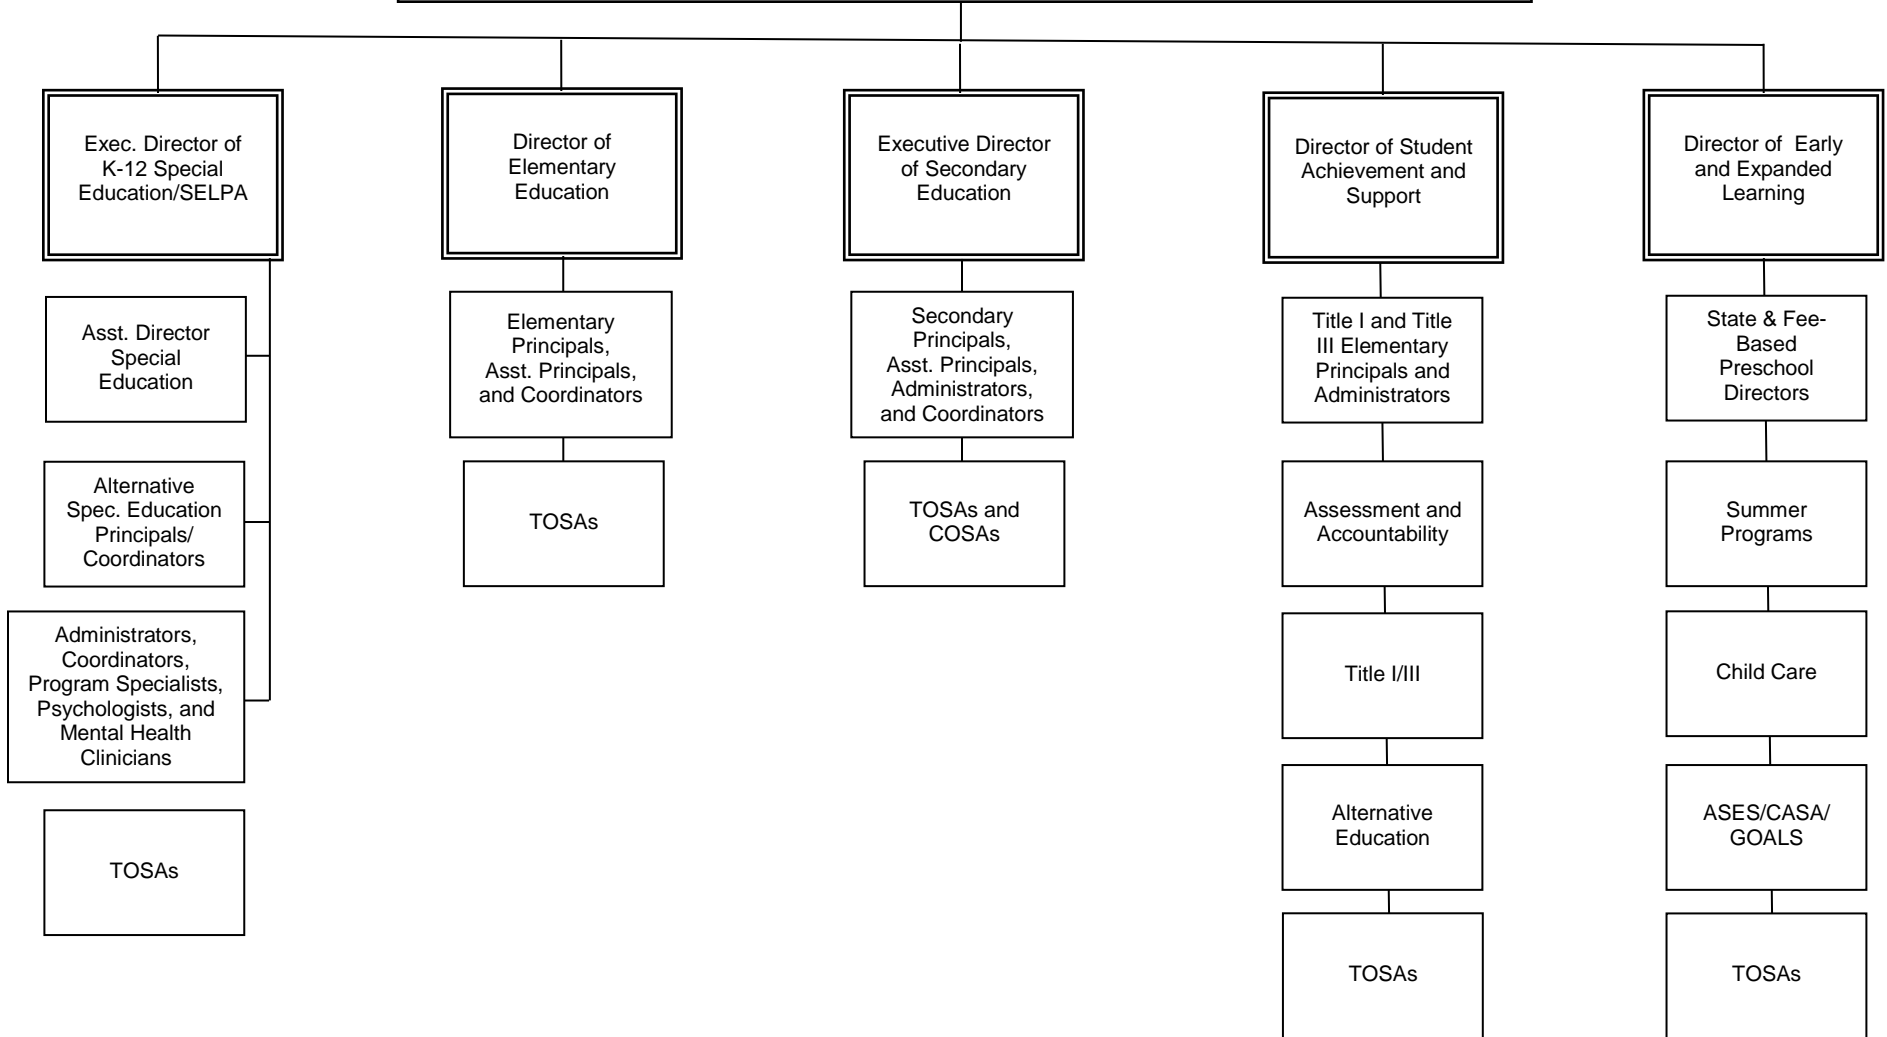 Exec. Director of
K-12 Special
Education/SELPA
Director of
Elementary
Education
Executive Director
of Secondary
Education
Director of Student
Achievement and
Support
Director of  Early
and Expanded
Learning
Asst. Director
Special
Education
Elementary
Principals,
Asst. Principals,
and Coordinators
Secondary
Principals,
Asst. Principals,
Administrators,
and Coordinators
Title I and Title
III Elementary
Principals and
Administrators
State & Fee-
Based
Preschool
Directors
Alternative
Spec. Education
Principals/
Coordinators
TOSAs
TOSAs and
COSAs
Assessment and
Accountability
Summer
Programs
Administrators,
Coordinators,
Program Specialists,
Psychologists, and
Mental Health
Clinicians
Title I/III
Child Care
TOSAs
Alternative
Education
ASES/CASA/
GOALS
TOSAs
TOSAs